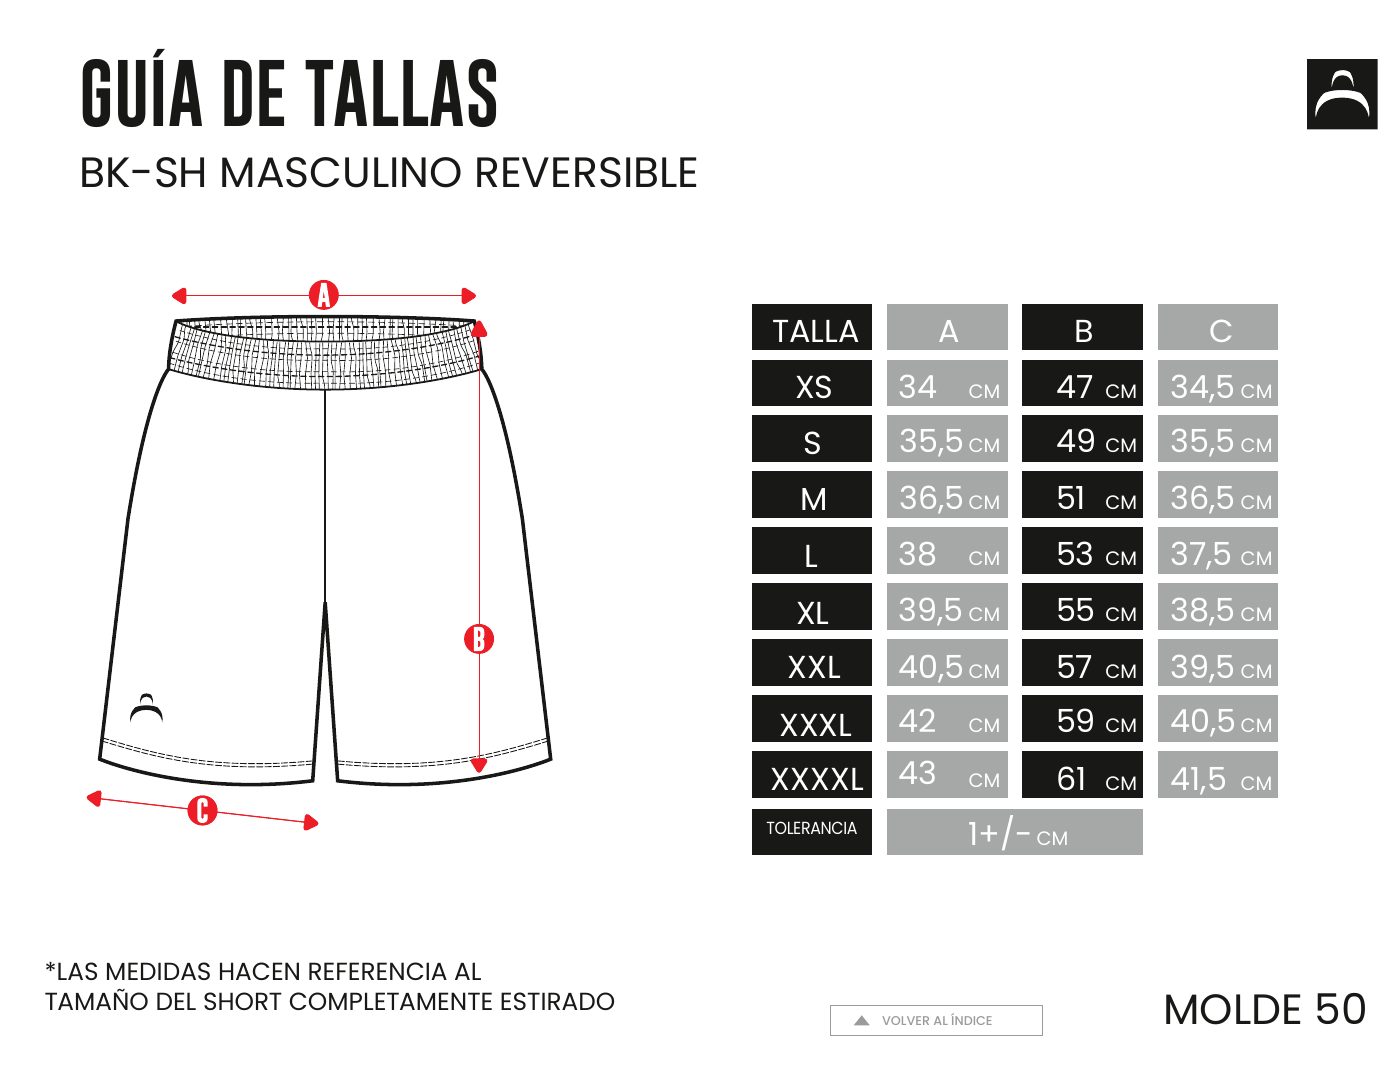 GUÍA DE TALLAS
BK-SH MASCULINO REVERSIBLE
A
B
C
TALLA A B C
XS 34 CM 47 CM 34,5 CM
S 35,5 CM 49 CM 35,5 CM
M 36,5 CM 51 CM 36,5 CM
L 38 CM 53 CM 37,5 CM
XL 39,5 CM 55 CM 38,5 CM
XXL 40,5 CM 57 CM 39,5 CM
XXXL 42 CM 59 CM 40,5 CM
XXXXL 43 CM 61 CM 41,5 CM
TOLERANCIA 1+/- CM
*LAS MEDIDAS HACEN REFERENCIA AL
TAMAÑO DEL SHORT COMPLETAMENTE ESTIRADO
VOLVER AL ÍNDICE
MOLDE 50